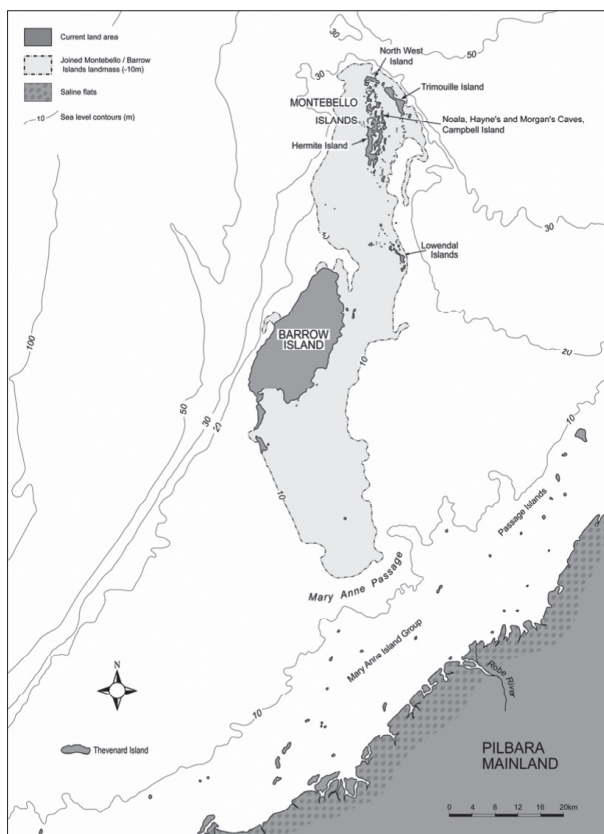 Current land area
Joined Montebello / Barrow
Islands landmass (-10m)
Saline flats
10
Sea level contours (m)
50
30
30
North West
Island
Trimouille Island
MONTEBELLO
ISLANDS
Noala, Hayne's and Morgan's Caves,
Campbell Island
Hermite Island
30
Lowendal
Islands
BARROW
ISLAND
100
10
20
50
30
20
10
10
Passage Islands
Mary Anne Passage
Mary Anne Island Group
Robe River
N
10
Thevenard Island
PILBARA
MAINLAND
0 4 8 12 16 20km